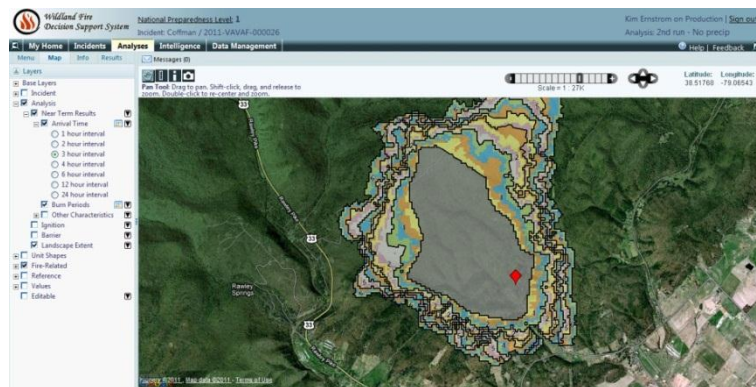 Wildland Fire
Decision Support System
National Preparedness Level: 1
Incident: Coffman / 2011-VAVAF-000026
Kim Ernstrom on Production | Sign out
Analysis: 2nd run - No precip
My Home Incidents Analyses Intelligence Data Management
Help | Feedback
Menu Map Info Results
Messages (0)
Layers
Base Layers
Incident
Analysis
Near Term Results
Arrival Time
1 hour interval
2 hour interval
3 hour interval
4 hour interval
6 hour interval
12 hour interval
24 hour interval
Burn Periods
Other Characteristics
Ignition
Barrier
Landscape Extent
Unit Shapes
Fire-Related
Reference
Values
Editable
Pan Tool: Drag to pan. Shift-click, drag, and release to
zoom. Double-click to re-center and zoom.
Scale = 1 : 27K
Latitude: Longitude:
38.51768 -79.06543
33
33
Rawley
Springs
33
Map data ©2011 - Terms of Use